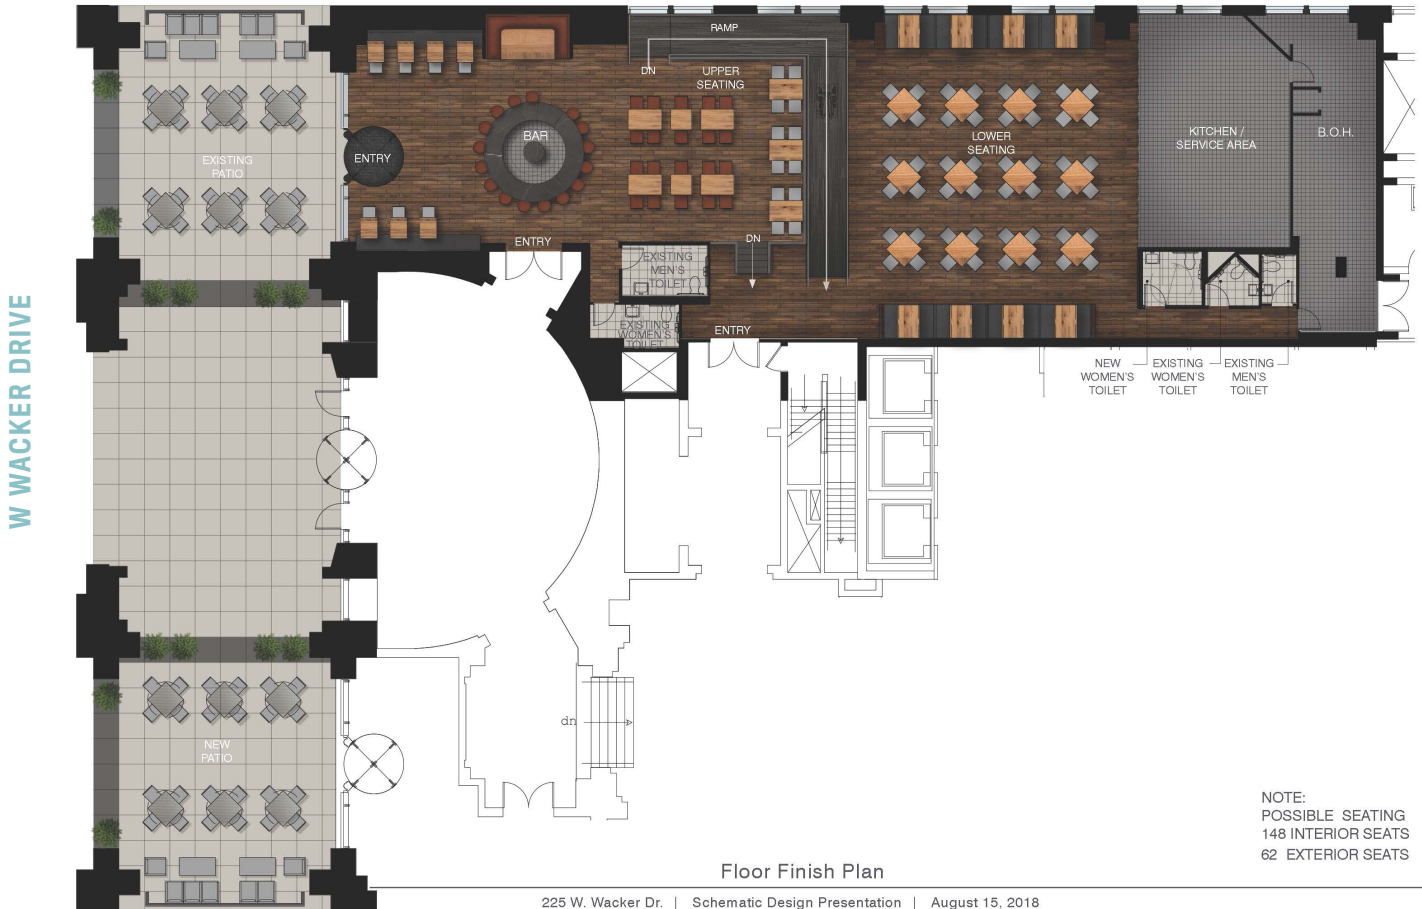 W WACKER DRIVE
RAMP
DN
UPPER
SEATING
BAR
ENTRY
EXISTING
PATIO
LOWER
SEATING
KITCHEN /
SERVICE AREA
B.O.H.
ENTRY
DN
EXISTING
MEN'S
TOILET
EXISTING
WOMEN'S
TOILET
ENTRY
NEW
WOMEN'S
TOILET
EXISTING
WOMEN'S
TOILET
EXISTING
MEN'S
TOILET
dn
NEW
PATIO
NOTE:
POSSIBLE SEATING
148 INTERIOR SEATS
62 EXTERIOR SEATS
Floor Finish Plan
225 W. Wacker Dr. | Schematic Design Presentation | August 15, 2018